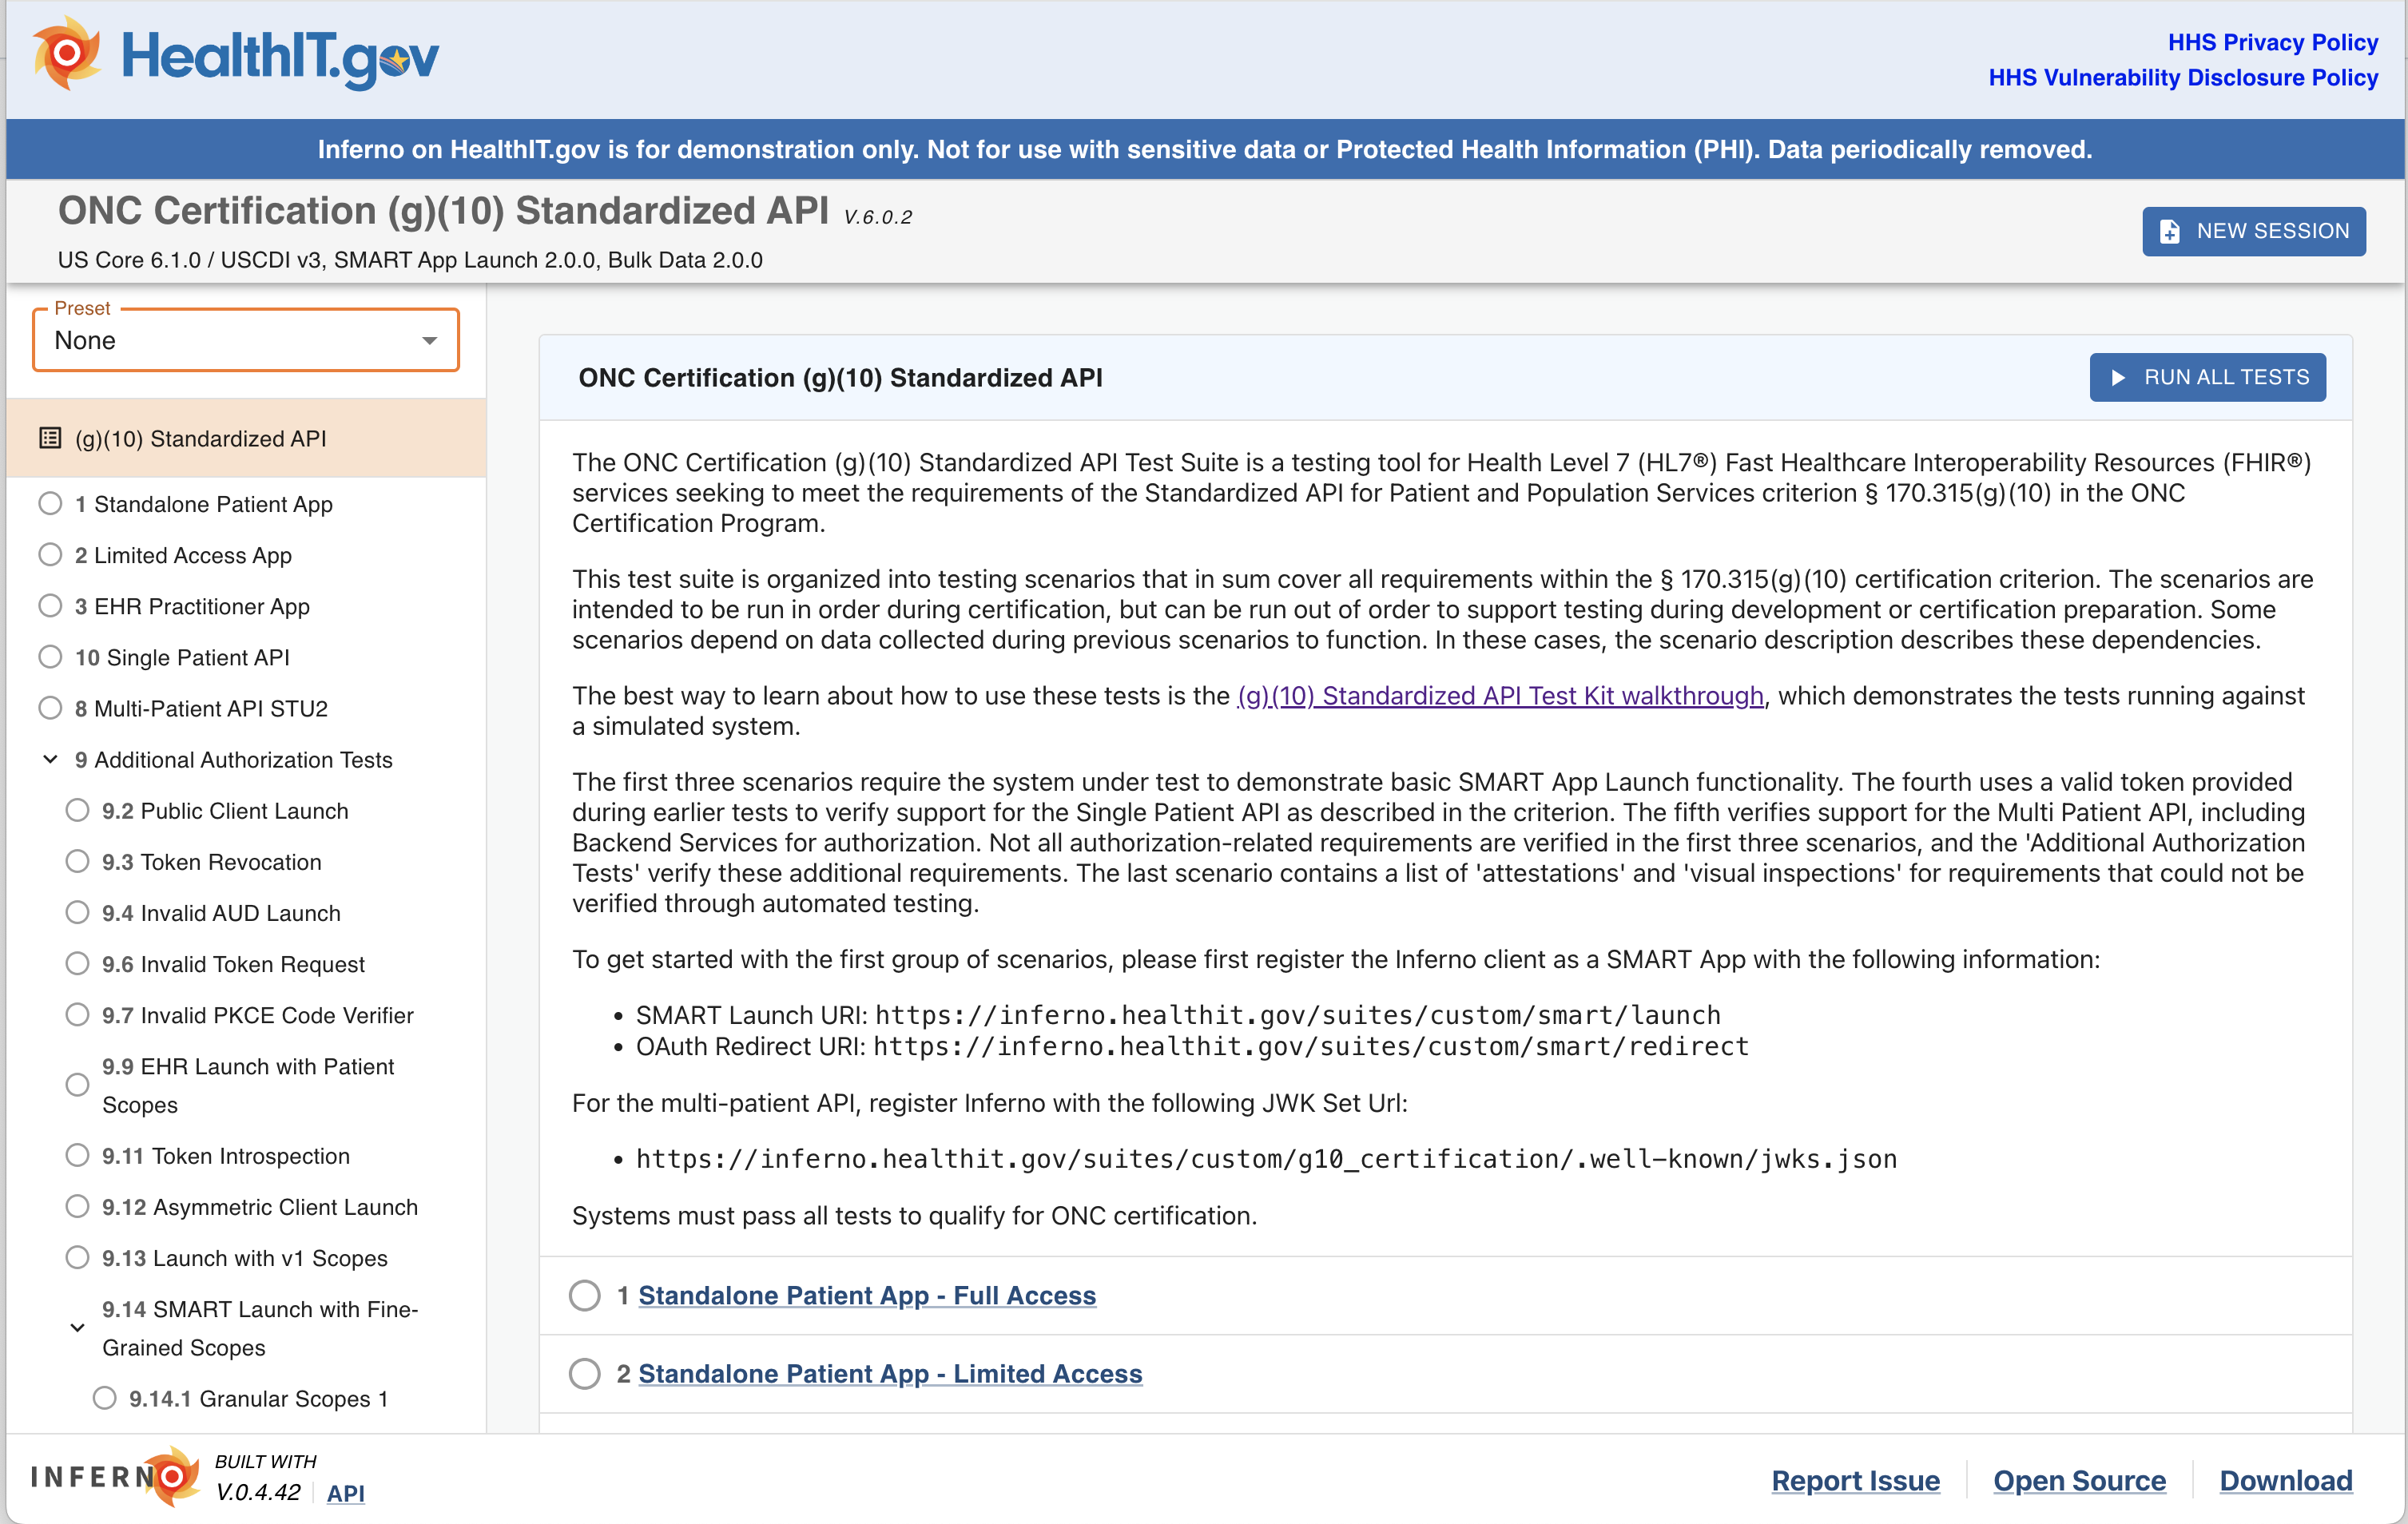 HealthIT.gov
HHS Privacy Policy
HHS Vulnerability Disclosure Policy
Inferno on HealthIT.gov is for demonstration only. Not for use with sensitive data or Protected Health Information (PHI). Data periodically removed.
ONC Certification (g)(10) Standardized API V.6.0.2
US Core 6.1.0 / USCDI v3, SMART App Launch 2.0.0, Bulk Data 2.0.0
NEW SESSION
Preset
None
(g)(10) Standardized API
1 Standalone Patient App
2 Limited Access App
3 EHR Practitioner App
10 Single Patient API
8 Multi-Patient API STU2
9 Additional Authorization Tests
9.2 Public Client Launch
9.3 Token Revocation
9.4 Invalid AUD Launch
9.6 Invalid Token Request
9.7 Invalid PKCE Code Verifier
9.9 EHR Launch with Patient
Scopes
9.11 Token Introspection
9.12 Asymmetric Client Launch
9.13 Launch with v1 Scopes
9.14 SMART Launch with Fine-
Grained Scopes
9.14.1 Granular Scopes 1
ONC Certification (g)(10) Standardized API
RUN ALL TESTS
The ONC Certification (g)(10) Standardized API Test Suite is a testing tool for Health Level 7 (HL7®) Fast Healthcare Interoperability Resources (FHIR®)
services seeking to meet the requirements of the Standardized API for Patient and Population Services criterion § 170.315(g)(10) in the ONC
Certification Program.
This test suite is organized into testing scenarios that in sum cover all requirements within the § 170.315(g)(10) certification criterion. The scenarios are
intended to be run in order during certification, but can be run out of order to support testing during development or certification preparation. Some
scenarios depend on data collected during previous scenarios to function. In these cases, the scenario description describes these dependencies.
The best way to learn about how to use these tests is the (g)(10) Standardized API Test Kit walkthrough, which demonstrates the tests running against
a simulated system.
The first three scenarios require the system under test to demonstrate basic SMART App Launch functionality. The fourth uses a valid token provided
during earlier tests to verify support for the Single Patient API as described in the criterion. The fifth verifies support for the Multi Patient API, including
Backend Services for authorization. Not all authorization-related requirements are verified in the first three scenarios, and the 'Additional Authorization
Tests' verify these additional requirements. The last scenario contains a list of 'attestations' and 'visual inspections' for requirements that could not be
verified through automated testing.
To get started with the first group of scenarios, please first register the Inferno client as a SMART App with the following information:
• SMART Launch URI: https://inferno.healthit.gov/suites/custom/smart/launch
• OAuth Redirect URI: https://inferno.healthit.gov/suites/custom/smart/redirect
For the multi-patient API, register Inferno with the following JWK Set Url:
• https://inferno.healthit.gov/suites/custom/g10_certification/.well-known/jwks.json
Systems must pass all tests to qualify for ONC certification.
1 Standalone Patient App - Full Access
2 Standalone Patient App - Limited Access
INFERNO
BUILT WITH
V.0.4.42
API
Report Issue
Open Source
Download